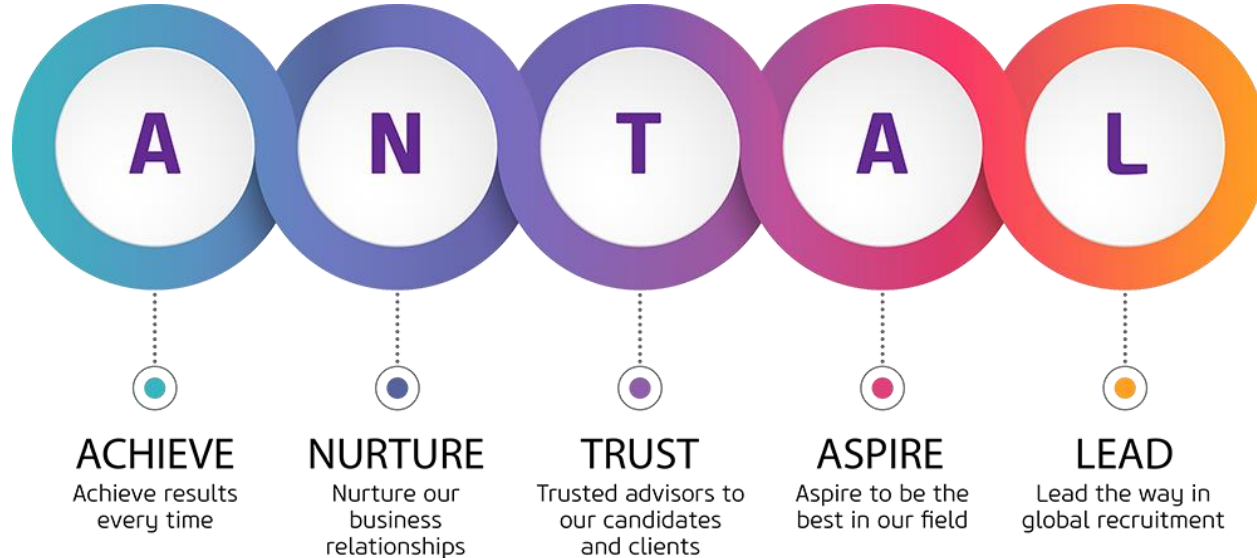 A N T A L
ACHIEVE
Achieve results
every time
NURTURE
Nurture our
business
relationships
TRUST
Trusted advisors to
our candidates
and clients
ASPIRE
Aspire to be the
best in our field
LEAD
Lead the way in
global recruitment